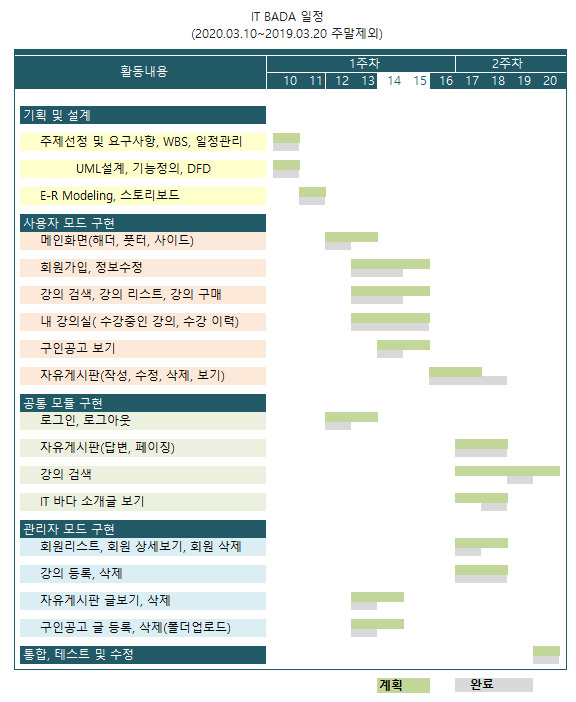 IT BADA 일정
(2020.03.10~2019.03.20 주말제외)
활동내용 1주차 2주차
10 11 12 13 14 15 16 17 18 19 20
기획 및 설계
주제선정 및 요구사항, WBS, 일정관리
UML설계, 기능정의, DFD
E-R Modeling, 스토리보드
사용자 모드 구현
메인화면(해더, 풋터, 사이드)
회원가입, 정보수정
강의 검색, 강의 리스트, 강의 구매
내 강의실( 수강중인 강의, 수강 이력)
구인공고 보기
자유게시판(작성, 수정, 삭제, 보기)
공통 모듈 구현
로그인, 로그아웃
자유게시판(답변, 페이징)
강의 검색
IT 바다 소개글 보기
관리자 모드 구현
회원리스트, 회원 상세보기, 회원 삭제
강의 등록, 삭제
자유게시판 글보기, 삭제
구인공고 글 등록, 삭제(폴더업로드)
통합, 테스트 및 수정
계획 완료